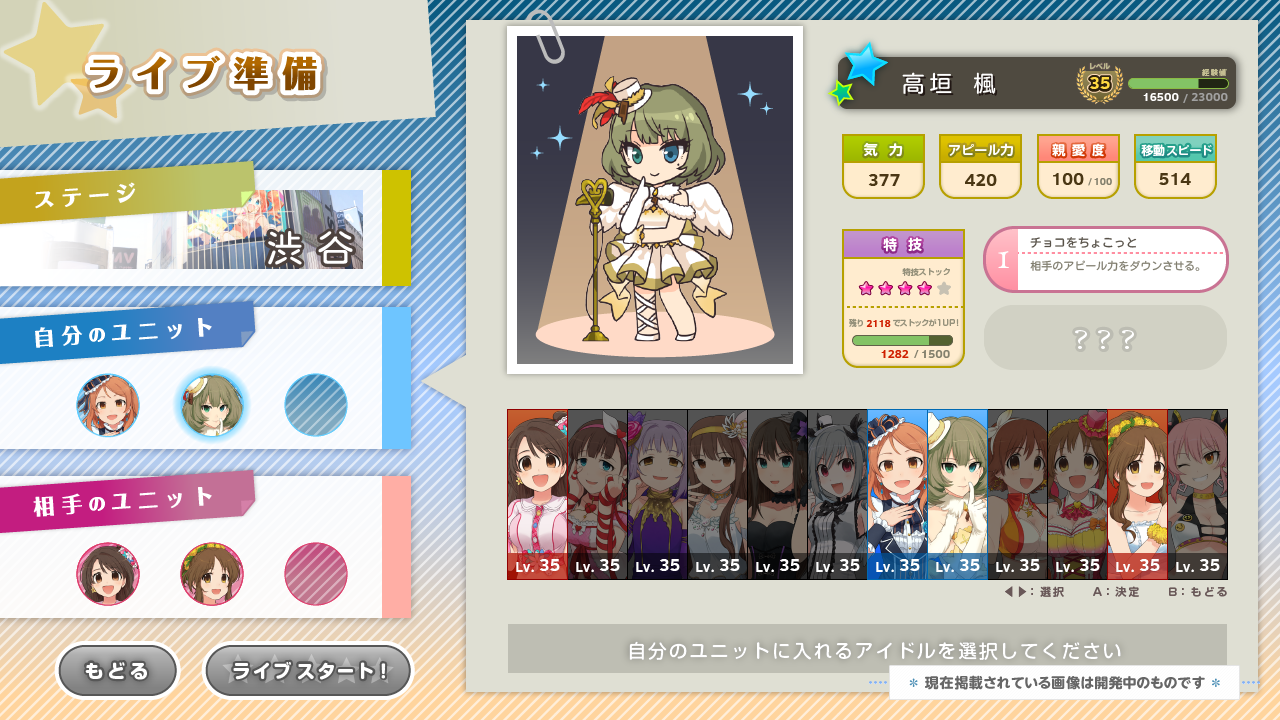 ライブ準備
ステージ
渋谷
自分のユニット
相手のユニット
もどる
ライブスタート!
高垣 楓
レベル
35
経験値
16500 / 23000
気力
377
アピール力
420
親愛度
100 / 100
移動スピード
514
特技
特技ストック
残り 2118 でストックが1UP!
1282 / 1500
I
チョコをちょこっと
相手のアピール力をダウンさせる。
???
Lv. 35 Lv. 35 Lv. 35 Lv. 35 Lv. 35 Lv. 35 Lv. 35 Lv. 35 Lv. 35 Lv. 35 Lv. 35 Lv. 35
◀▶:選択 A:決定 B:もどる
自分のユニットに入れるアイドルを選択してください
＊ 現在掲載されている画像は開発中のものです ＊